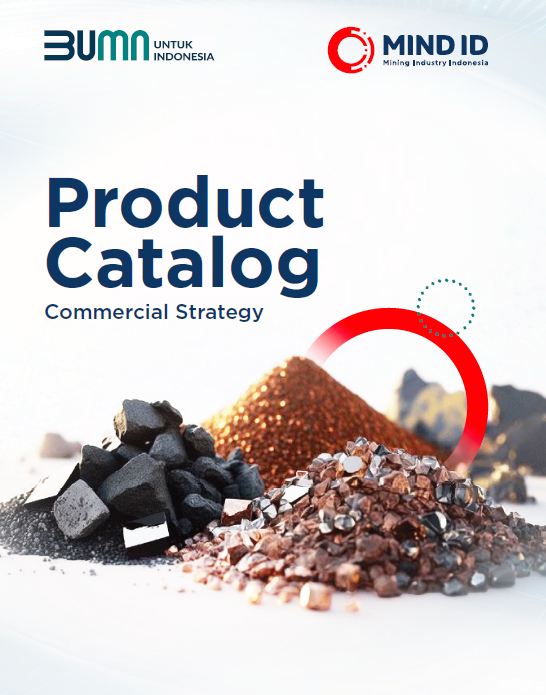 BUMN UNTUK
INDONESIA
MIND ID
Mining Industry Indonesia
Product
Catalog
Commercial Strategy